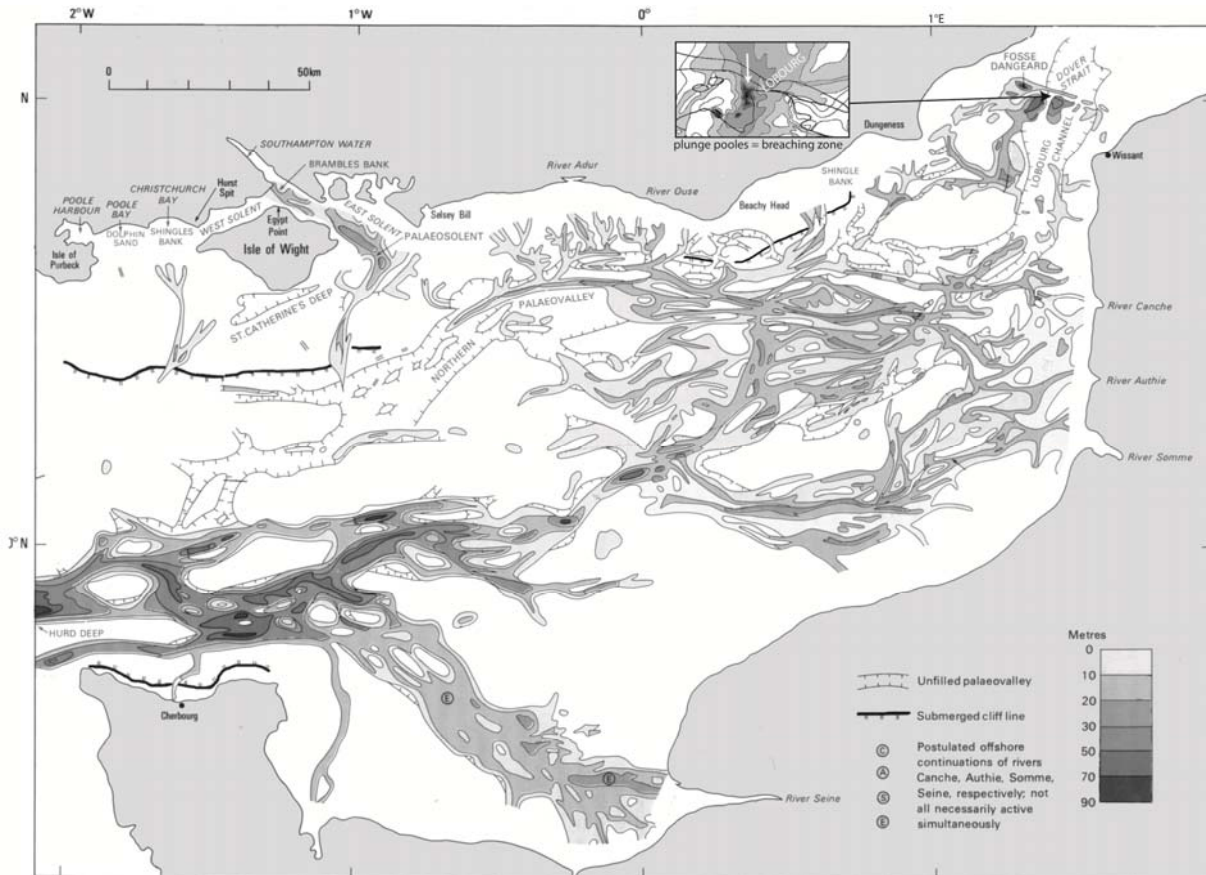 2°W
1°W
0°
1°E
0
50km
N
LOBOURG
plunge pooles = breaching zone
FOSSE
DANGEARD
DOVER
STRAIT
Dungeness
LOBOURG
CHANNEL
Wissant
SOUTHAMPTON WATER
BRAMBLES BANK
River Adur
River Ouse
SHINGLE
BANK
Beachy Head
POOLE
HARBOUR
POOLE
BAY
CHRISTCHURCH
BAY
Hurst
Spit
DOLPHIN
SAND
SHINGLES
BANK
WEST SOLENT
Egypt
Point
EAST SOLENT
Selsey Bill
PALAEOSOLENT
Isle of
Purbeck
Isle of Wight
ST. CATHERINE'S DEEP
NORTHERN
PALAEOVALLEY
River Canche
River Authie
River Somme
0°N
HURD DEEP
Cherbourg
E
E
River Seine
Unfilled palaeovalley
Submerged cliff line
C
A
S
E
Postulated offshore
continuations of rivers
Canche, Authie, Somme,
Seine, respectively; not
all necessarily active
simultaneously
Metres
0
10
20
30
50
70
90